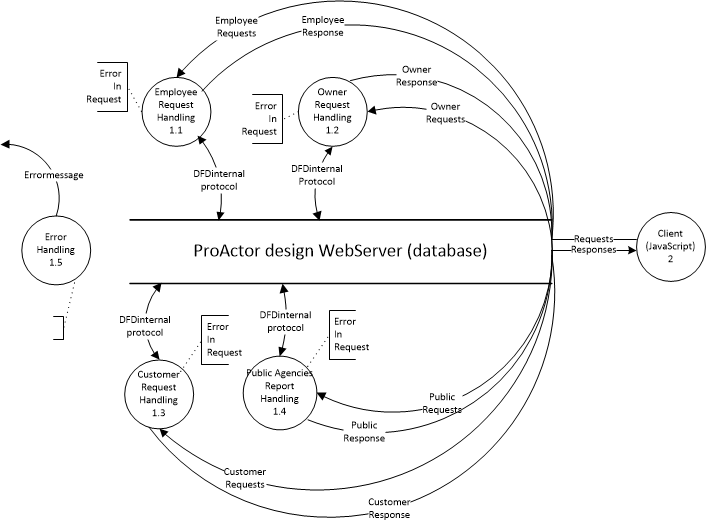 Employee
Requests
Employee
Response
Error
In
Request
Employee
Request
Handling
1.1
Error
In
Request
Owner
Request
Handling
1.2
Owner
Response
Owner
Requests
DFDinternal
protocol
DFDinternal
Protocol
Errormessage
Error
Handling
1.5
ProActor design WebServer (database)
Requests
Responses
Client
(JavaScript)
2
DFDinternal
protocol
Error
In
Request
DFDinternal
protocol
Error
In
Request
Customer
Request
Handling
1.3
Public Agencies
Report
Handling
1.4
Public
Requests
Public
Response
Customer
Requests
Customer
Response